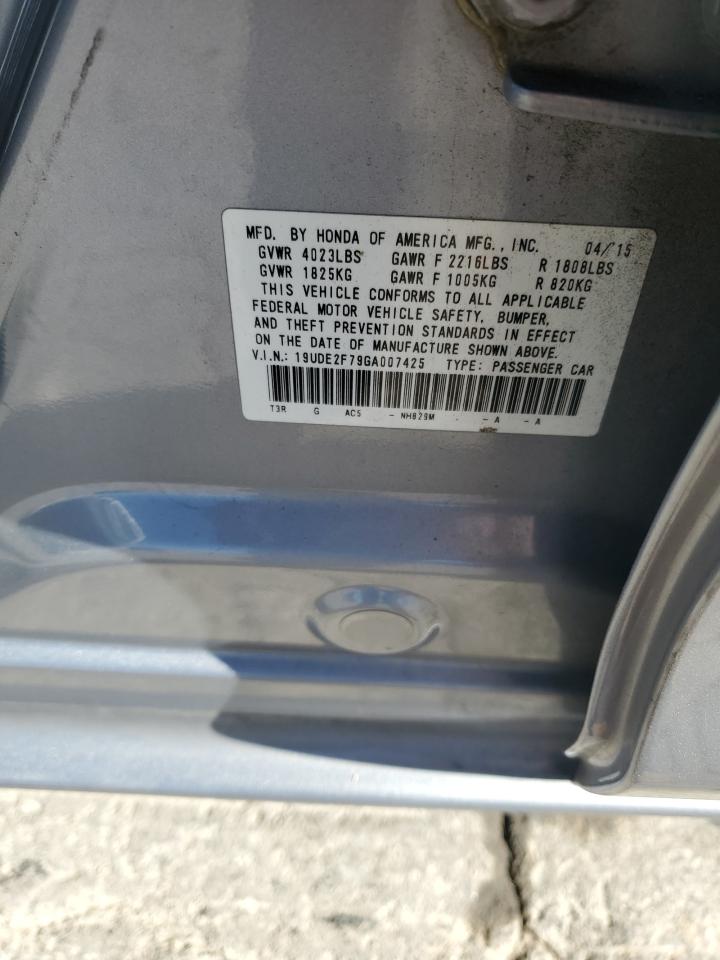 MFD. BY HONDA OF AMERICA MFG., INC. 04/15
GVWR 4023LBS GAWR F 2216LBS R 1808LBS
GVWR 1825KG GAWR F 1005KG R 820KG
THIS VEHICLE CONFORMS TO ALL APPLICABLE
FEDERAL MOTOR VEHICLE SAFETY, BUMPER,
AND THEFT PREVENTION STANDARDS IN EFFECT
ON THE DATE OF MANUFACTURE SHOWN ABOVE.
V.I.N.: 19UDE2F79GA007425 TYPE: PASSENGER CAR
T3R G AC5 - NH829M - - A - A